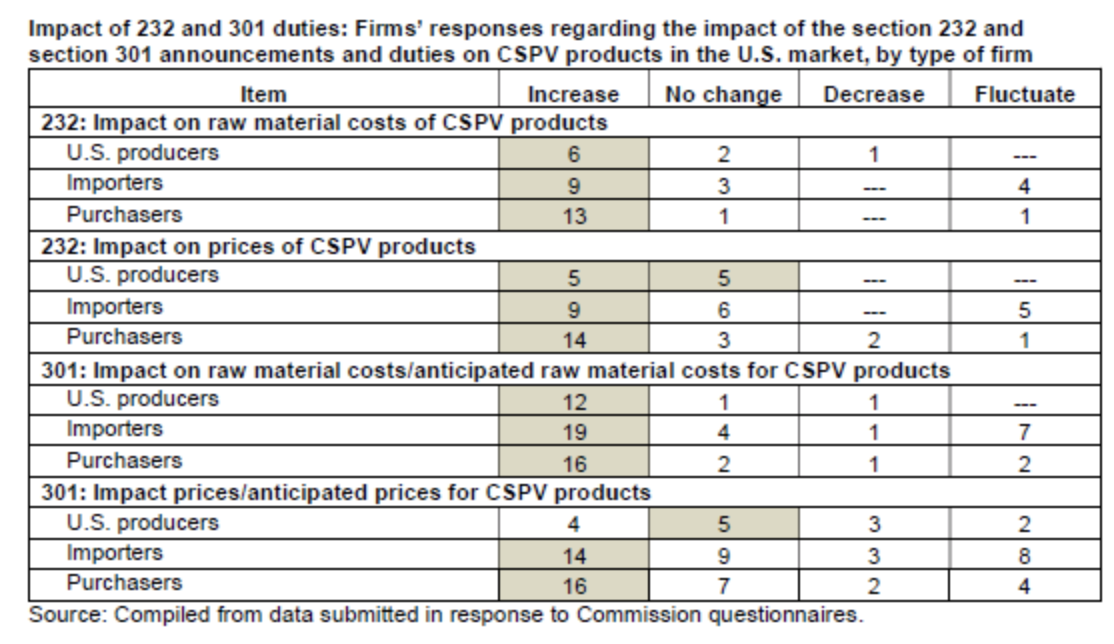 Impact of 232 and 301 duties: Firms' responses regarding the impact of the section 232 and
section 301 announcements and duties on CSPV products in the U.S. market, by type of firm
Item Increase No change Decrease Fluctuate
232: Impact on raw material costs of CSPV products
U.S. producers 6 2 1 ---
Importers 9 3 --- 4
Purchasers 13 1 --- 1
232: Impact on prices of CSPV products
U.S. producers 5 5 --- ---
Importers 9 6 --- 5
Purchasers 14 3 2 1
301: Impact on raw material costs/anticipated raw material costs for CSPV products
U.S. producers 12 1 1 ---
Importers 19 4 1 7
Purchasers 16 2 1 2
301: Impact prices/anticipated prices for CSPV products
U.S. producers 4 5 3 2
Importers 14 9 3 8
Purchasers 16 7 2 4
Source: Compiled from data submitted in response to Commission questionnaires.